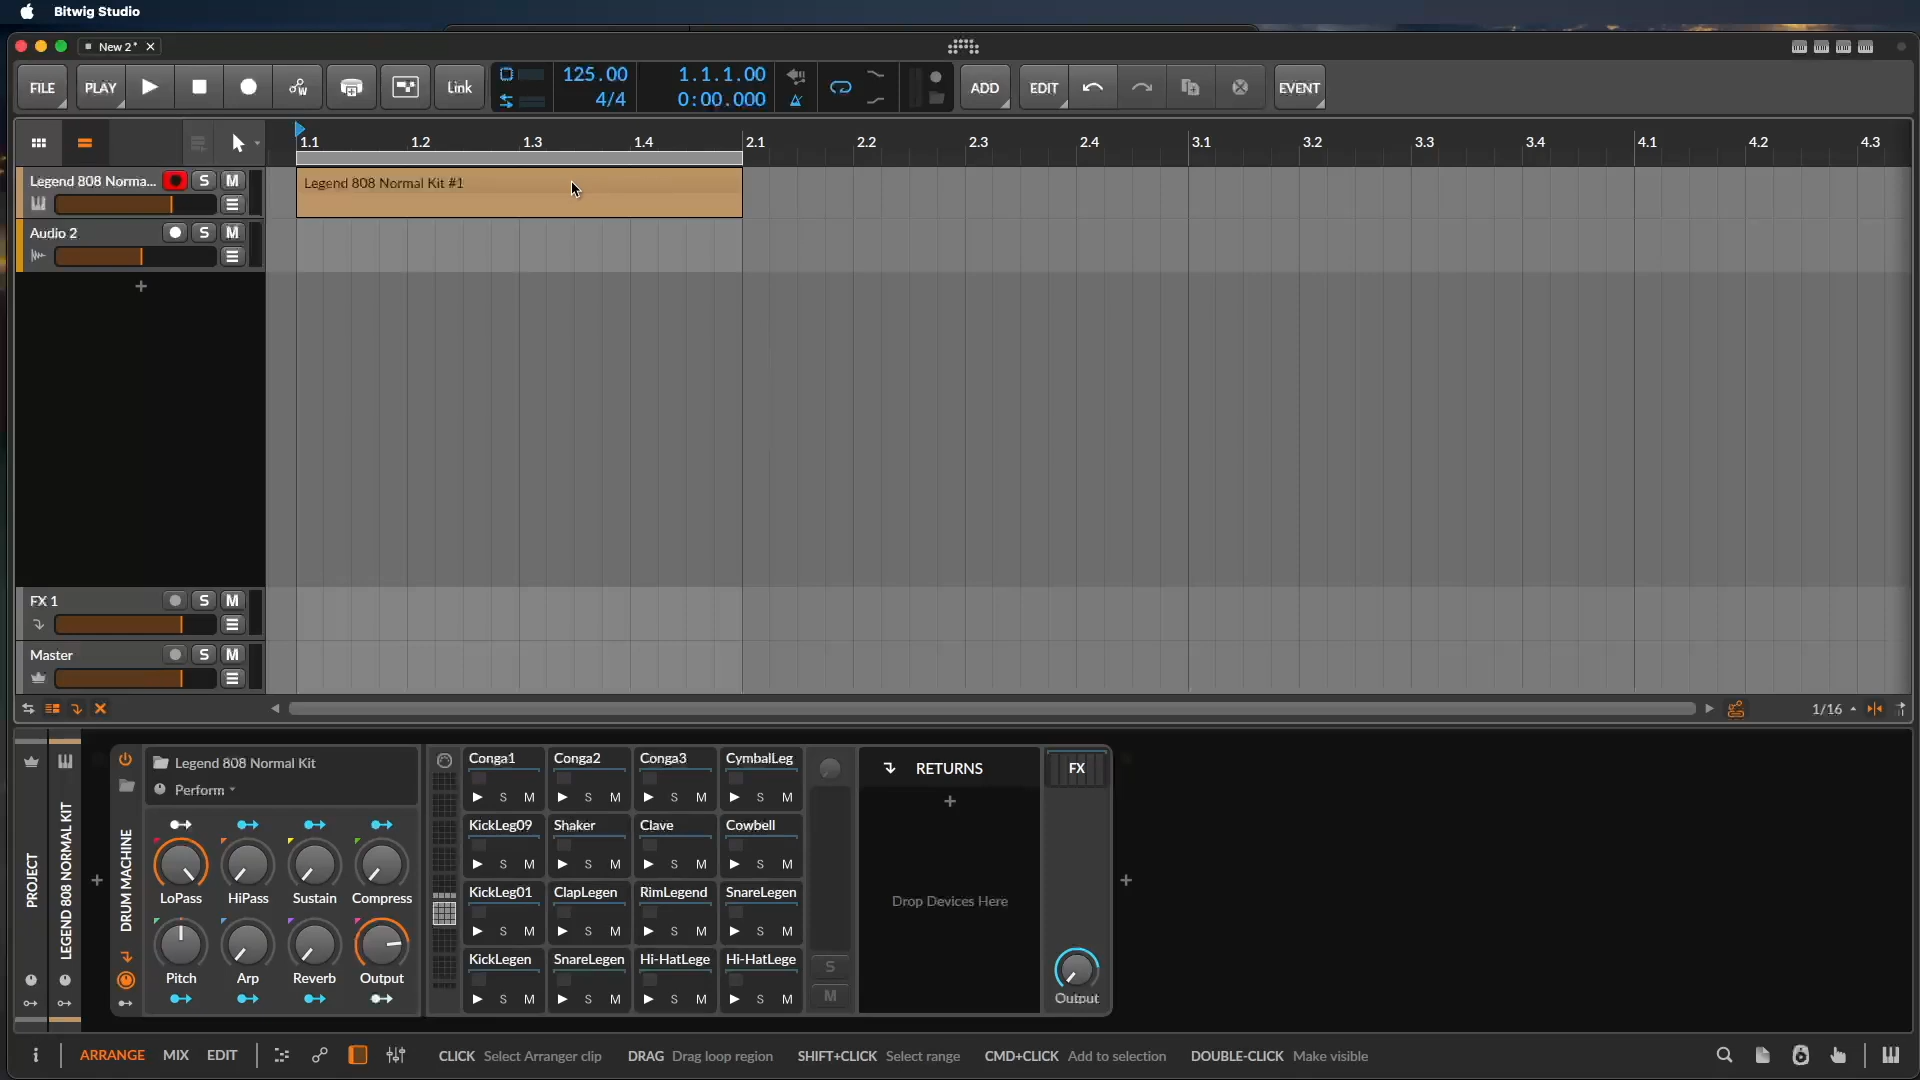 Bitwig Studio
New 2*
FILE PLAY Link 125.00 4/4 1.1.1.00 0:00.000 ADD EDIT EVENT
1.1 1.2 1.3 1.4 2.1 2.2 2.3 2.4 3.1 3.2 3.3 3.4 4.1 4.2 4.3
Legend 808 Norma... S M
Legend 808 Normal Kit #1
Audio 2 S M
FX 1 S M
Master S M
1/16
PROJECT
LEGEND 808 NORMAL KIT
DRUM MACHINE
Legend 808 Normal Kit
Perform
LoPass HiPass Sustain Compress
Pitch Arp Reverb Output
Conga1 Conga2 Conga3 CymbalLeg
S M S M S M S M
KickLeg09 Shaker Clave Cowbell
S M S M S M S M
KickLeg01 ClapLegen RimLegend SnareLegen
S M S M S M S M
KickLegen SnareLegen Hi-HatLege Hi-HatLege
S M S M S M S M
S
M
RETURNS
Drop Devices Here
FX
Output
ARRANGE MIX EDIT CLICK Select Arranger clip DRAG Drag loop region SHIFT+CLICK Select range CMD+CLICK Add to selection DOUBLE-CLICK Make visible